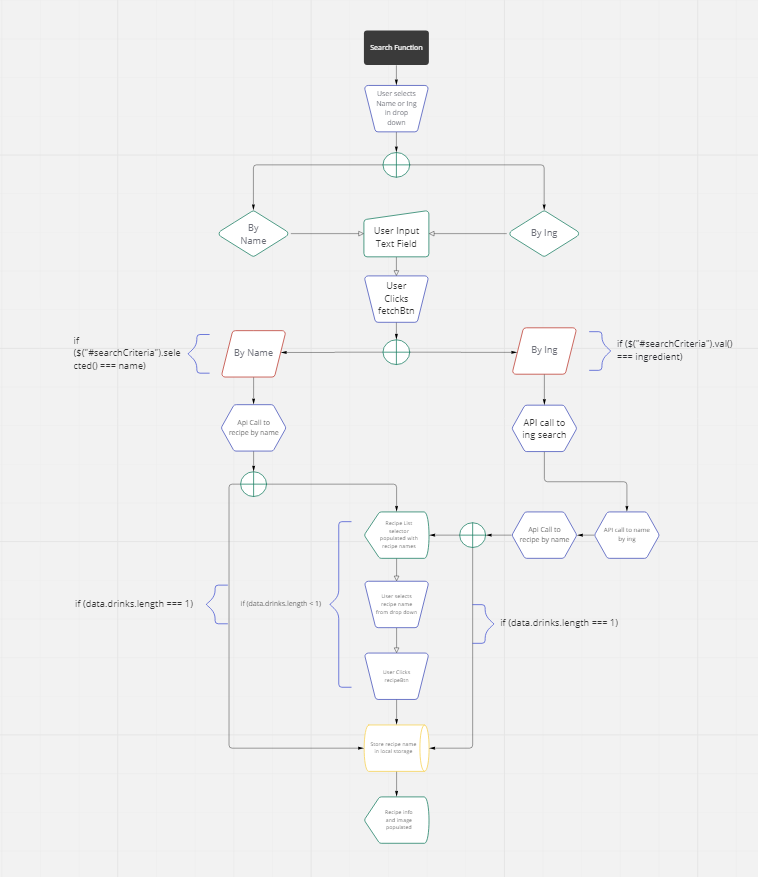 Search Function
User selects
Name or Ing
in drop
down
By
Name
User Input
Text Field
By Ing
User
Clicks
fetchBtn
if
($("#searchCriteria").sele
cted() === name)
By Name
By Ing
if ($("#searchCriteria").val()
=== ingredient)
Api Call to
recipe by name
API call to
ing search
Recipe List
selector
populated with
recipe names
Api Call to
recipe by name
API call to name
by ing
if (data.drinks.length === 1)
if (data.drinks.length < 1)
User selects
recipe name
from drop down
if (data.drinks.length === 1)
User Clicks
recipeBtn
Store recipe name
in local storage
Recipe info
and image
populated